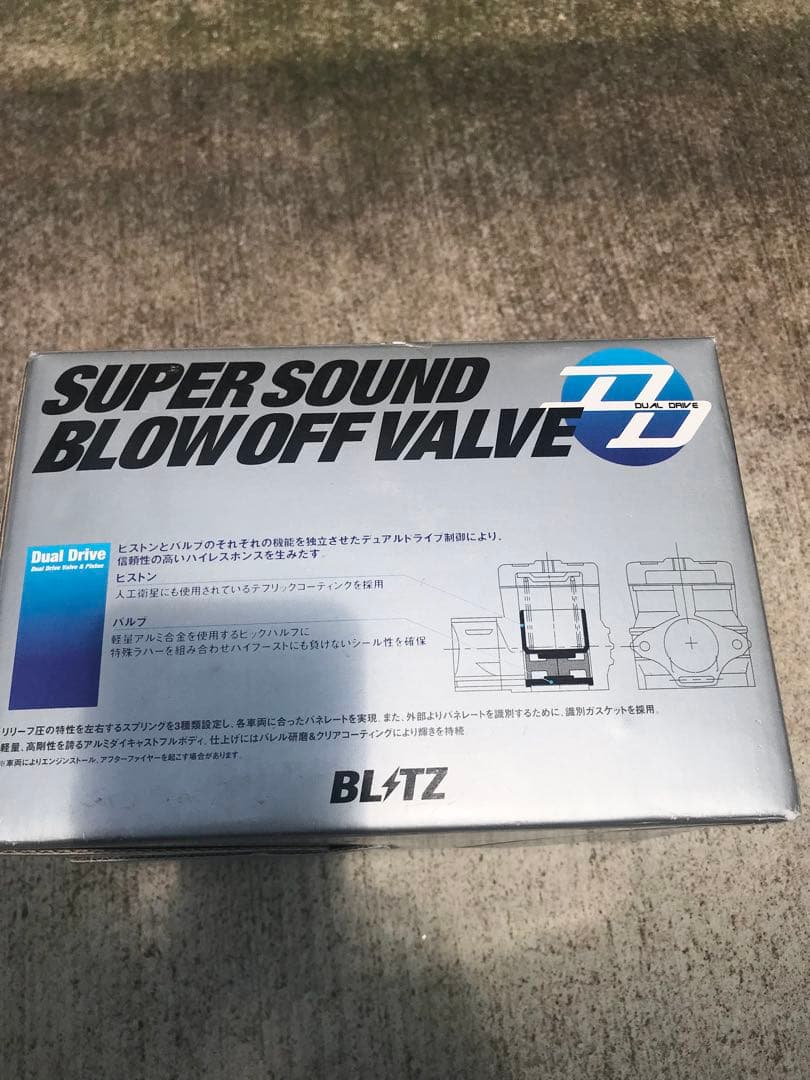 SUPER SOUND
BLOW OFF VALVE
DD
DUAL DRIVE
Dual Drive
Dual Drive Valve & Piston
ピストンとバルブのそれぞれの機能を独立させたデュアルドライブ制御により、
信頼性の高いハイレスポンスを生みだす。
ピストン
人工衛星にも使用されているテフリックコーティングを採用
バルブ
軽量アルミ合金を使用するビックバルブに
特殊ラバーを組み合わせハイブーストにも負けないシール性を確保
リリーフ圧の特性を左右するスプリングを3種類設定し、各車両に合ったバネレートを実現。また、外部よりバネレートを識別するために、識別ガスケットを採用。
軽量、高剛性を誇るアルミダイキャストフルボディ。仕上げにはバレル研磨&クリアコーティングにより輝きを持続
※車両によりエンジンストール、アフターファイヤーを起こす場合があります。
BLITZ